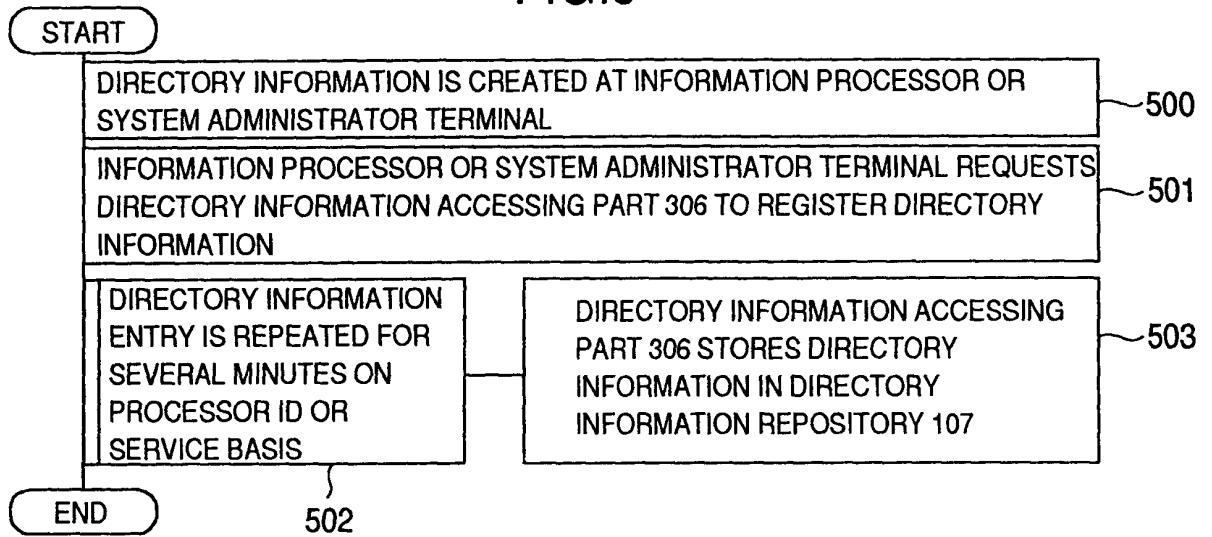 START
DIRECTORY INFORMATION IS CREATED AT INFORMATION PROCESSOR OR
SYSTEM ADMINISTRATOR TERMINAL
500
INFORMATION PROCESSOR OR SYSTEM ADMINISTRATOR TERMINAL REQUESTS
DIRECTORY INFORMATION ACCESSING PART 306 TO REGISTER DIRECTORY
INFORMATION
501
DIRECTORY INFORMATION
ENTRY IS REPEATED FOR
SEVERAL MINUTES ON
PROCESSOR ID OR
SERVICE BASIS
502
DIRECTORY INFORMATION ACCESSING
PART 306 STORES DIRECTORY
INFORMATION IN DIRECTORY
INFORMATION REPOSITORY 107
503
END